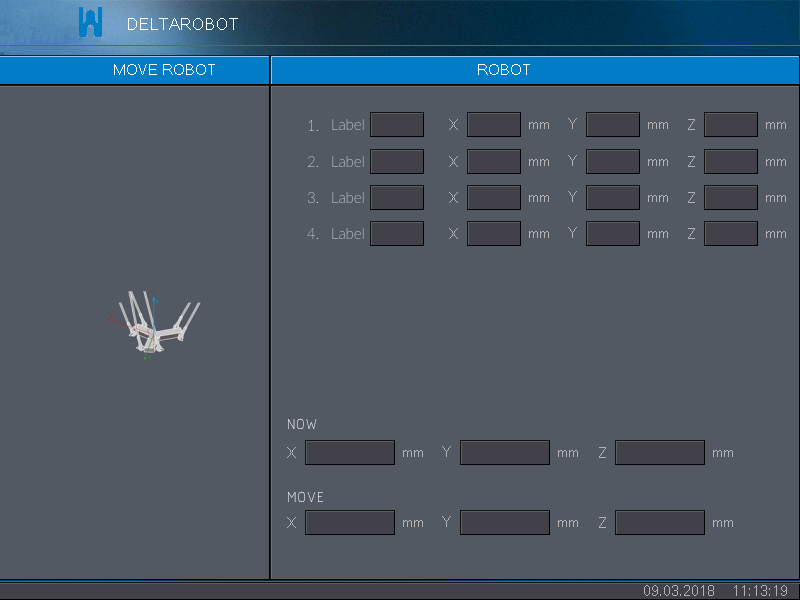 DELTAROBOT
MOVE ROBOT
ROBOT
1. Label X mm Y mm Z mm
2. Label X mm Y mm Z mm
3. Label X mm Y mm Z mm
4. Label X mm Y mm Z mm
NOW
X mm Y mm Z mm
MOVE
X mm Y mm Z mm
09.03.2018 11:13:19